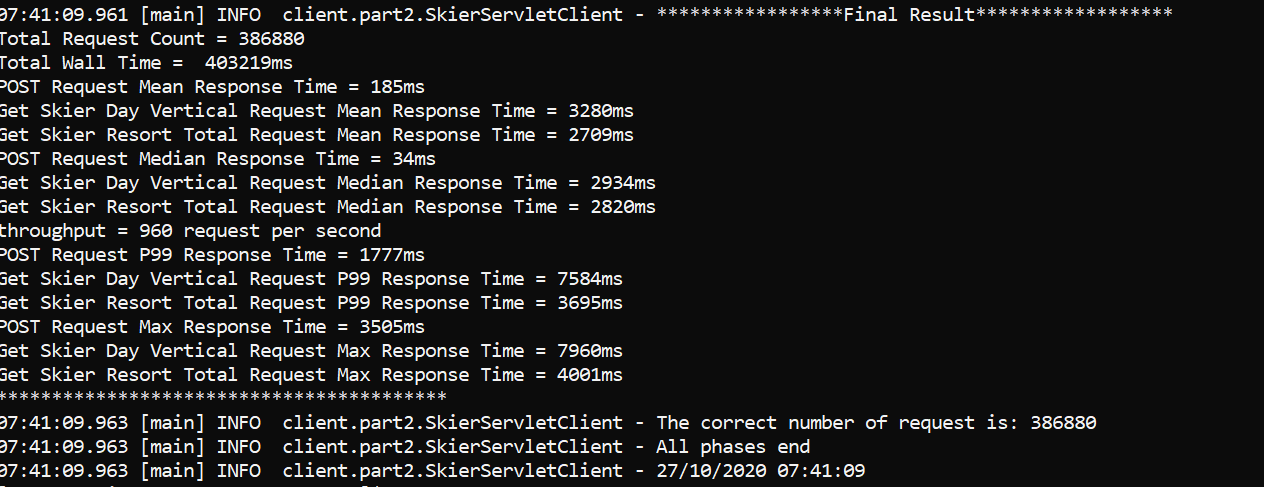 07:41:09.961 [main] INFO  client.part2.SkierServletClient - *****************Final Result******************
Total Request Count = 386880
Total Wall Time =  403219ms
POST Request Mean Response Time = 185ms
Get Skier Day Vertical Request Mean Response Time = 3280ms
Get Skier Resort Total Request Mean Response Time = 2709ms
POST Request Median Response Time = 34ms
Get Skier Day Vertical Request Median Response Time = 2934ms
Get Skier Resort Total Request Median Response Time = 2820ms
throughput = 960 request per second
POST Request P99 Response Time = 1777ms
Get Skier Day Vertical Request P99 Response Time = 7584ms
Get Skier Resort Total Request P99 Response Time = 3695ms
POST Request Max Response Time = 3505ms
Get Skier Day Vertical Request Max Response Time = 7960ms
Get Skier Resort Total Request Max Response Time = 4001ms
*****************************************
07:41:09.963 [main] INFO  client.part2.SkierServletClient - The correct number of request is: 386880
07:41:09.963 [main] INFO  client.part2.SkierServletClient - All phases end
07:41:09.963 [main] INFO  client.part2.SkierServletClient - 27/10/2020 07:41:09